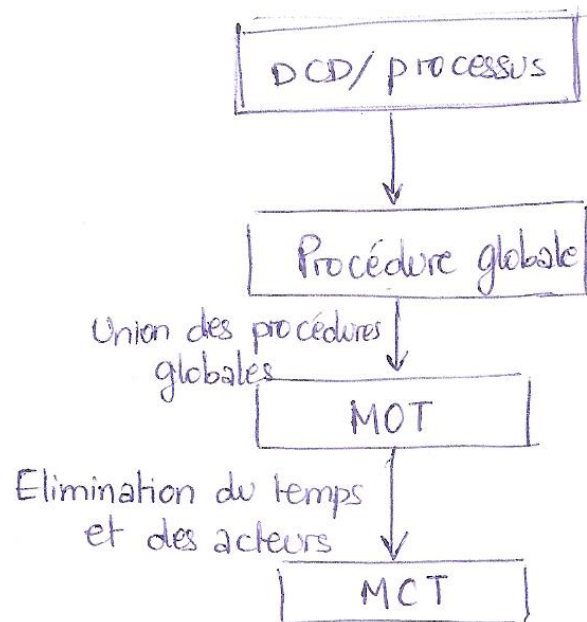 DCD/ processus
Procédure globale
Union des procédures
globales
MOT
Elimination du temps
et des acteurs
MCT